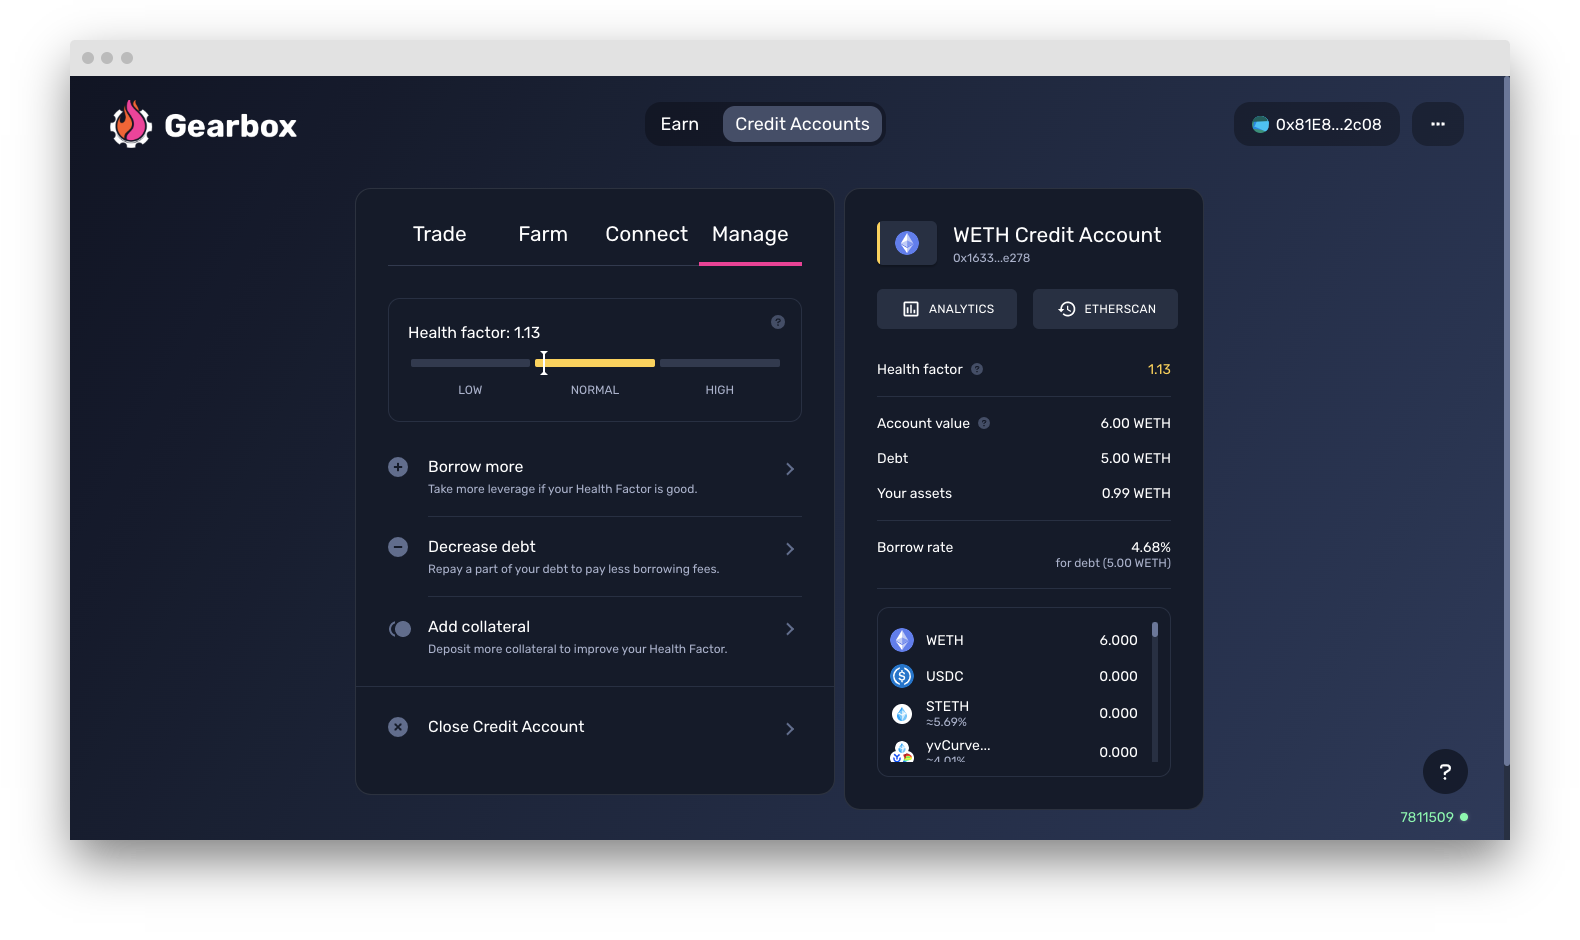 Gearbox
Earn
Credit Accounts
0x81E8...2c08
...
Trade
Farm
Connect
Manage
Health factor: 1.13
?
LOW
NORMAL
HIGH
Borrow more
Take more leverage if your Health Factor is good.
Decrease debt
Repay a part of your debt to pay less borrowing fees.
Add collateral
Deposit more collateral to improve your Health Factor.
Close Credit Account
WETH Credit Account
0x1633...e278
ANALYTICS
ETHERSCAN
Health factor ? 1.13
Account value ? 6.00 WETH
Debt 5.00 WETH
Your assets 0.99 WETH
Borrow rate 4.68%
for debt (5.00 WETH)
WETH 6.000
USDC 0.000
STETH 0.000
≈5.69%
yvCurve... 0.000
≈4.01%
?
7811509